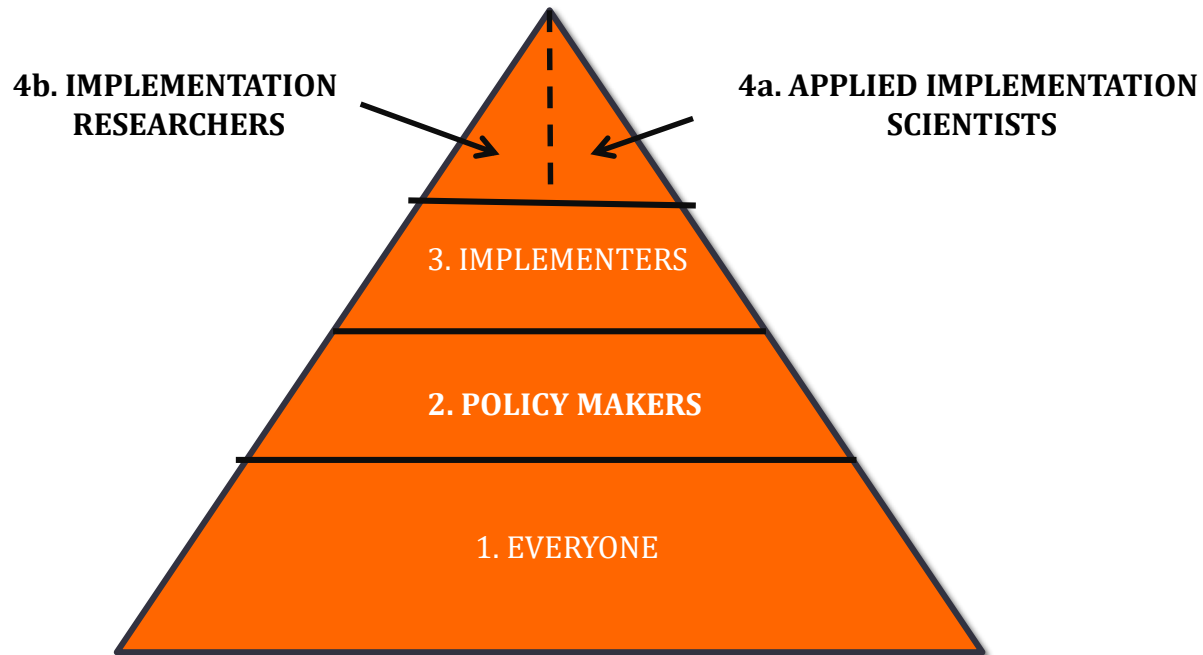 4b. IMPLEMENTATION
RESEARCHERS
4a. APPLIED IMPLEMENTATION
SCIENTISTS
3. IMPLEMENTERS
2. POLICY MAKERS
1. EVERYONE